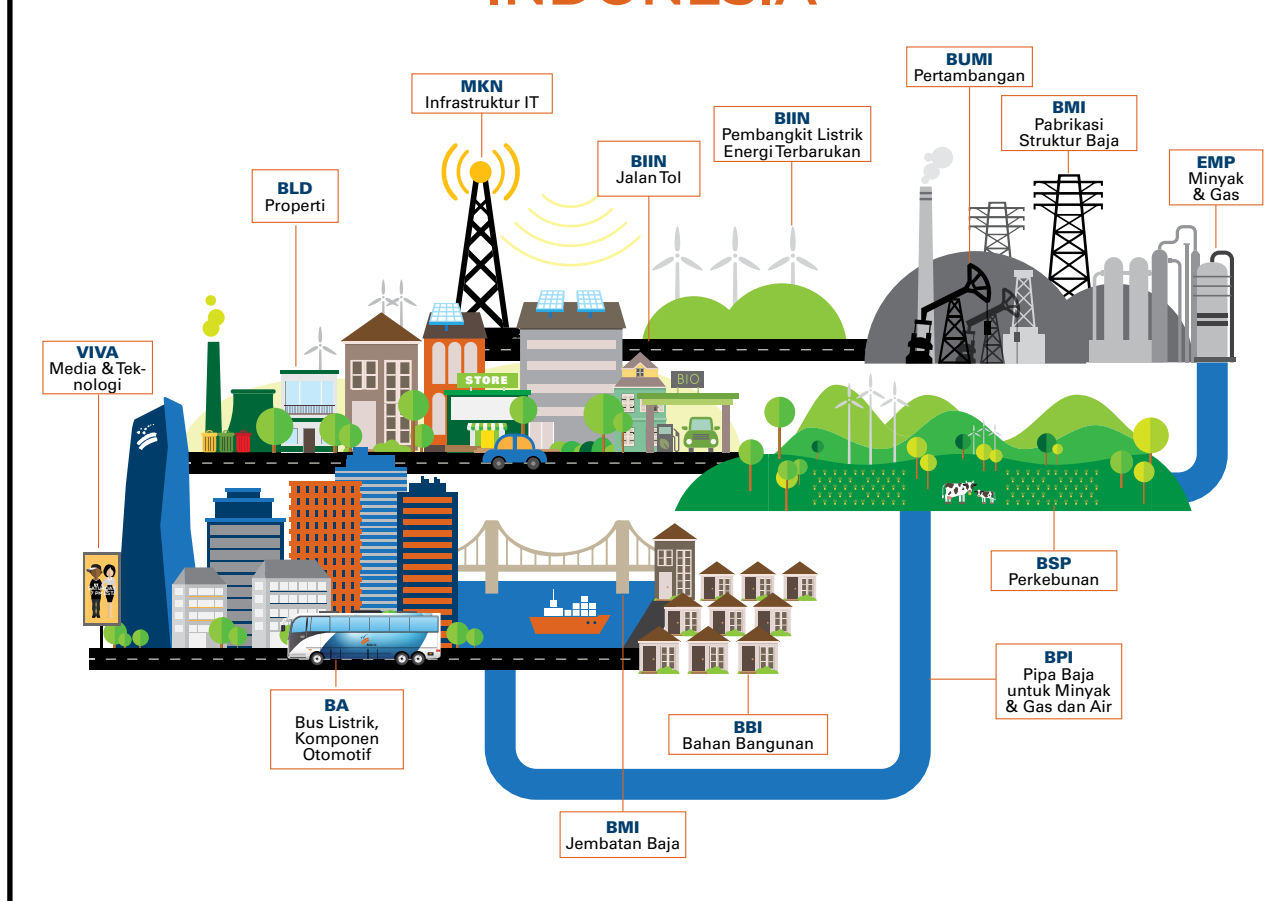 INDONESIA
BUMI
Pertambangan
MKN
Infrastruktur IT
BMI
Pabrikasi
Struktur Baja
BIIN
Pembangkit Listrik
Energi Terbarukan
BIIN
Jalan Tol
EMP
Minyak
& Gas
BLD
Properti
VIVA
Media & Tek-
nologi
STORE
BIO
BSP
Perkebunan
BPI
Pipa Baja
untuk Minyak
& Gas dan Air
BA
Bus Listrik,
Komponen
Otomotif
BBI
Bahan Bangunan
BMI
Jembatan Baja